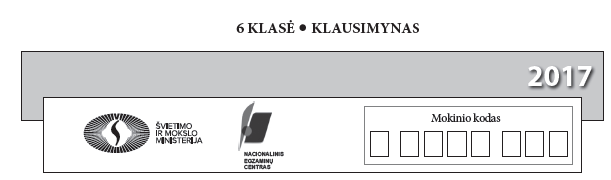 6 KLASĖ • KLAUSIMYNAS
2017
ŠVIETIMO
IR MOKSLO
MINISTERIJA
NACIONALINIS
EGZAMINŲ
CENTRAS
Mokinio kodas